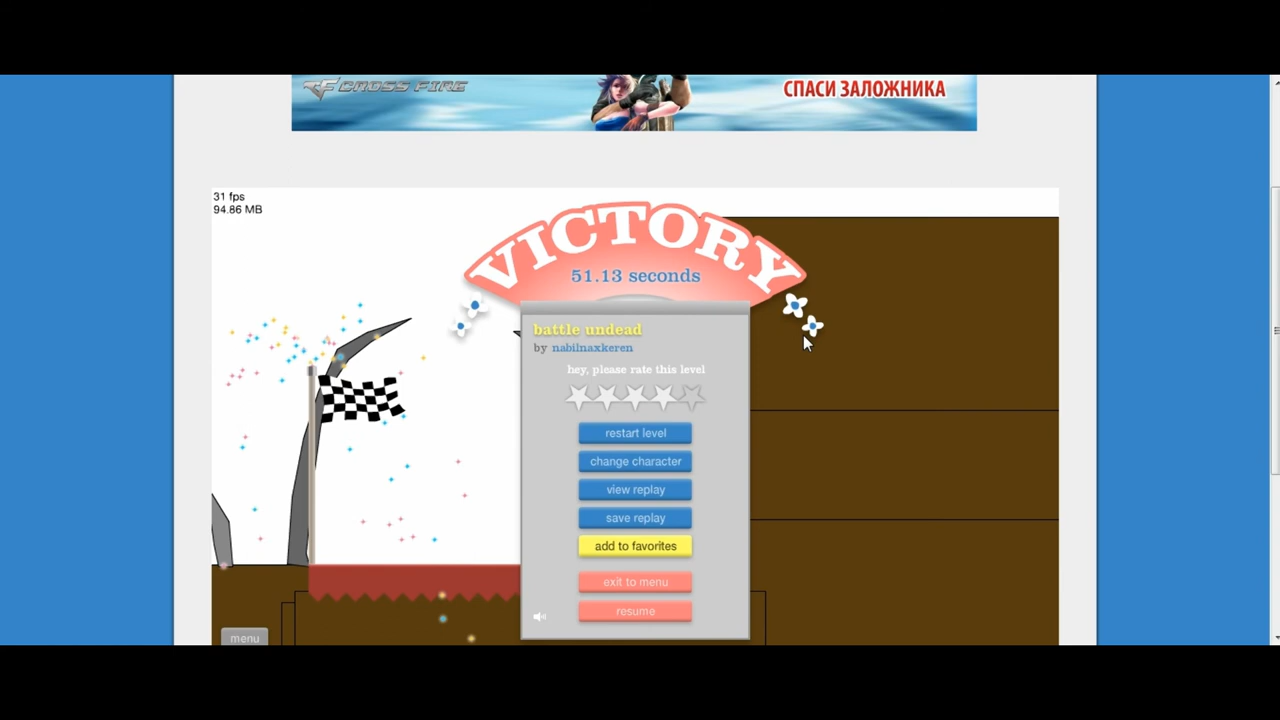 CROSS FIRE
СПАСИ ЗАЛОЖНИКА
31 fps
94.86 MB
VICTORY
51.13 seconds
battle undead
by nabilnaxkeren
hey, please rate this level
restart level
change character
view replay
save replay
add to favorites
exit to menu
resume
menu